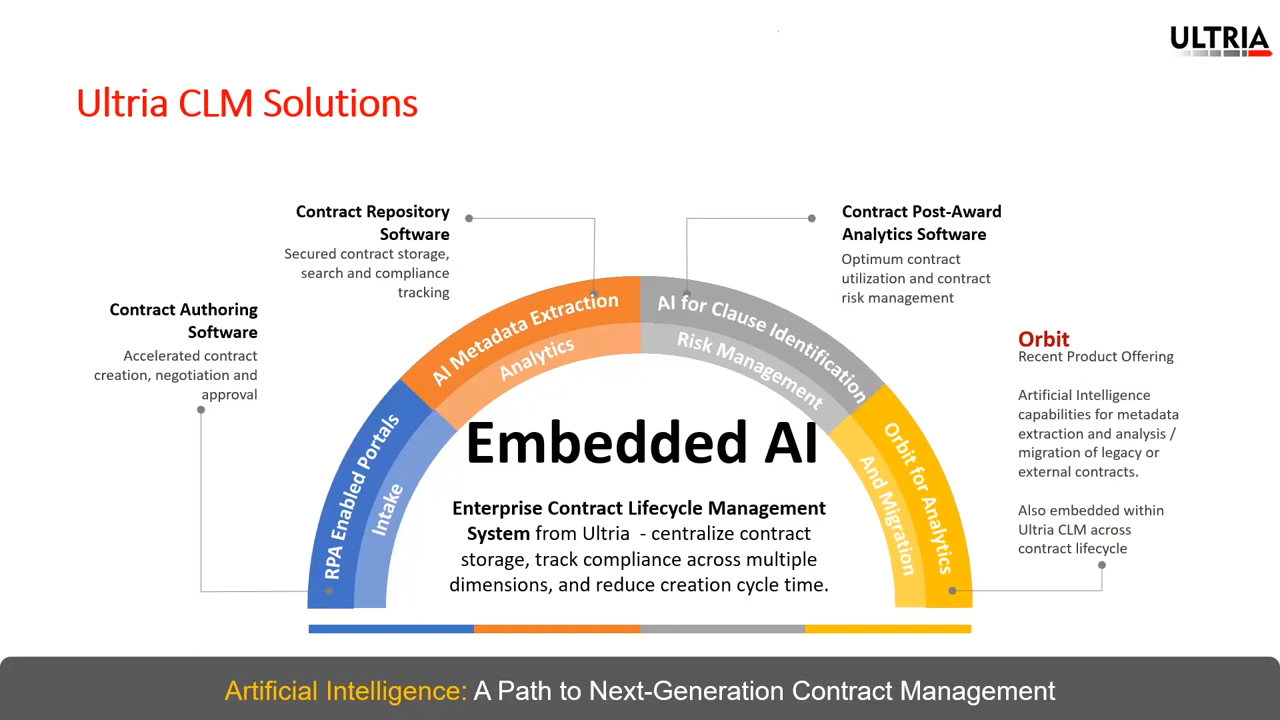 ULTRIA
Ultria CLM Solutions
Contract Repository
Software
Secured contract storage,
search and compliance
tracking
Contract Post-Award
Analytics Software
Optimum contract
utilization and contract
risk management
Contract Authoring
Software
Accelerated contract
creation, negotiation and
approval
Orbit
Recent Product Offering
Artificial Intelligence
capabilities for metadata
extraction and analysis /
migration of legacy or
external contracts.
Also embedded within
Ultria CLM across
contract lifecycle
RPA Enabled Portals
Intake
AI Metadata Extraction
Analytics
AI for Clause Identification
Risk Management
Orbit for Analytics
And Migration
Embedded AI
Enterprise Contract Lifecycle Management
System from Ultria - centralize contract
storage, track compliance across multiple
dimensions, and reduce creation cycle time.
Artificial Intelligence: A Path to Next-Generation Contract Management